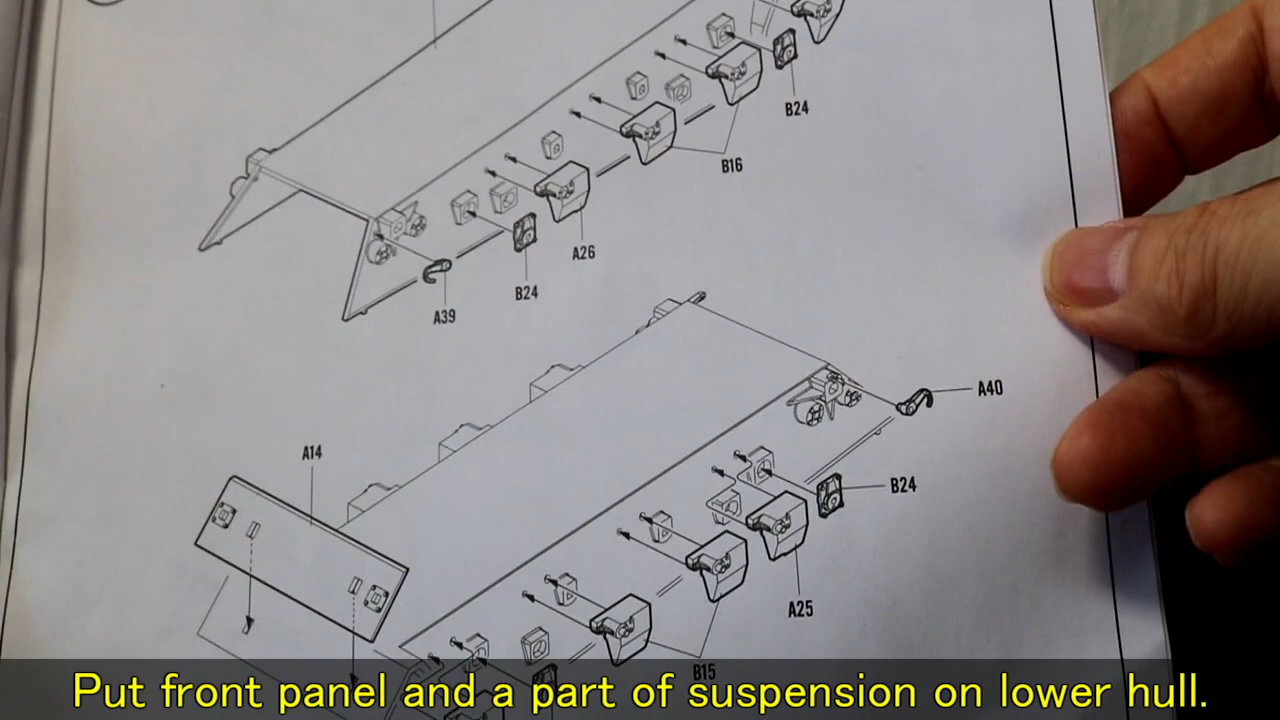 B24
B16
A26
B24
A39
A40
A14
B24
A25
B15
Put front panel and a part of suspension on lower hull.